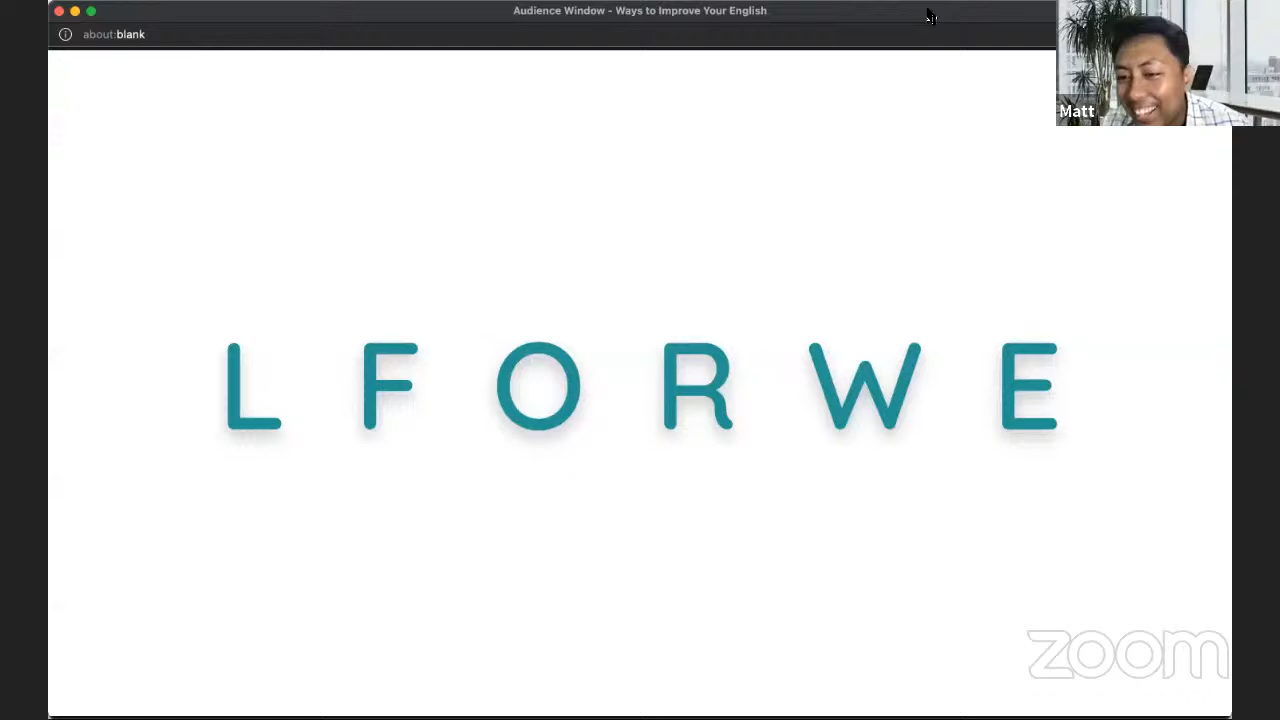 Audience Window - Ways to Improve Your English
about:blank
Matt
L F O R W E
zoom